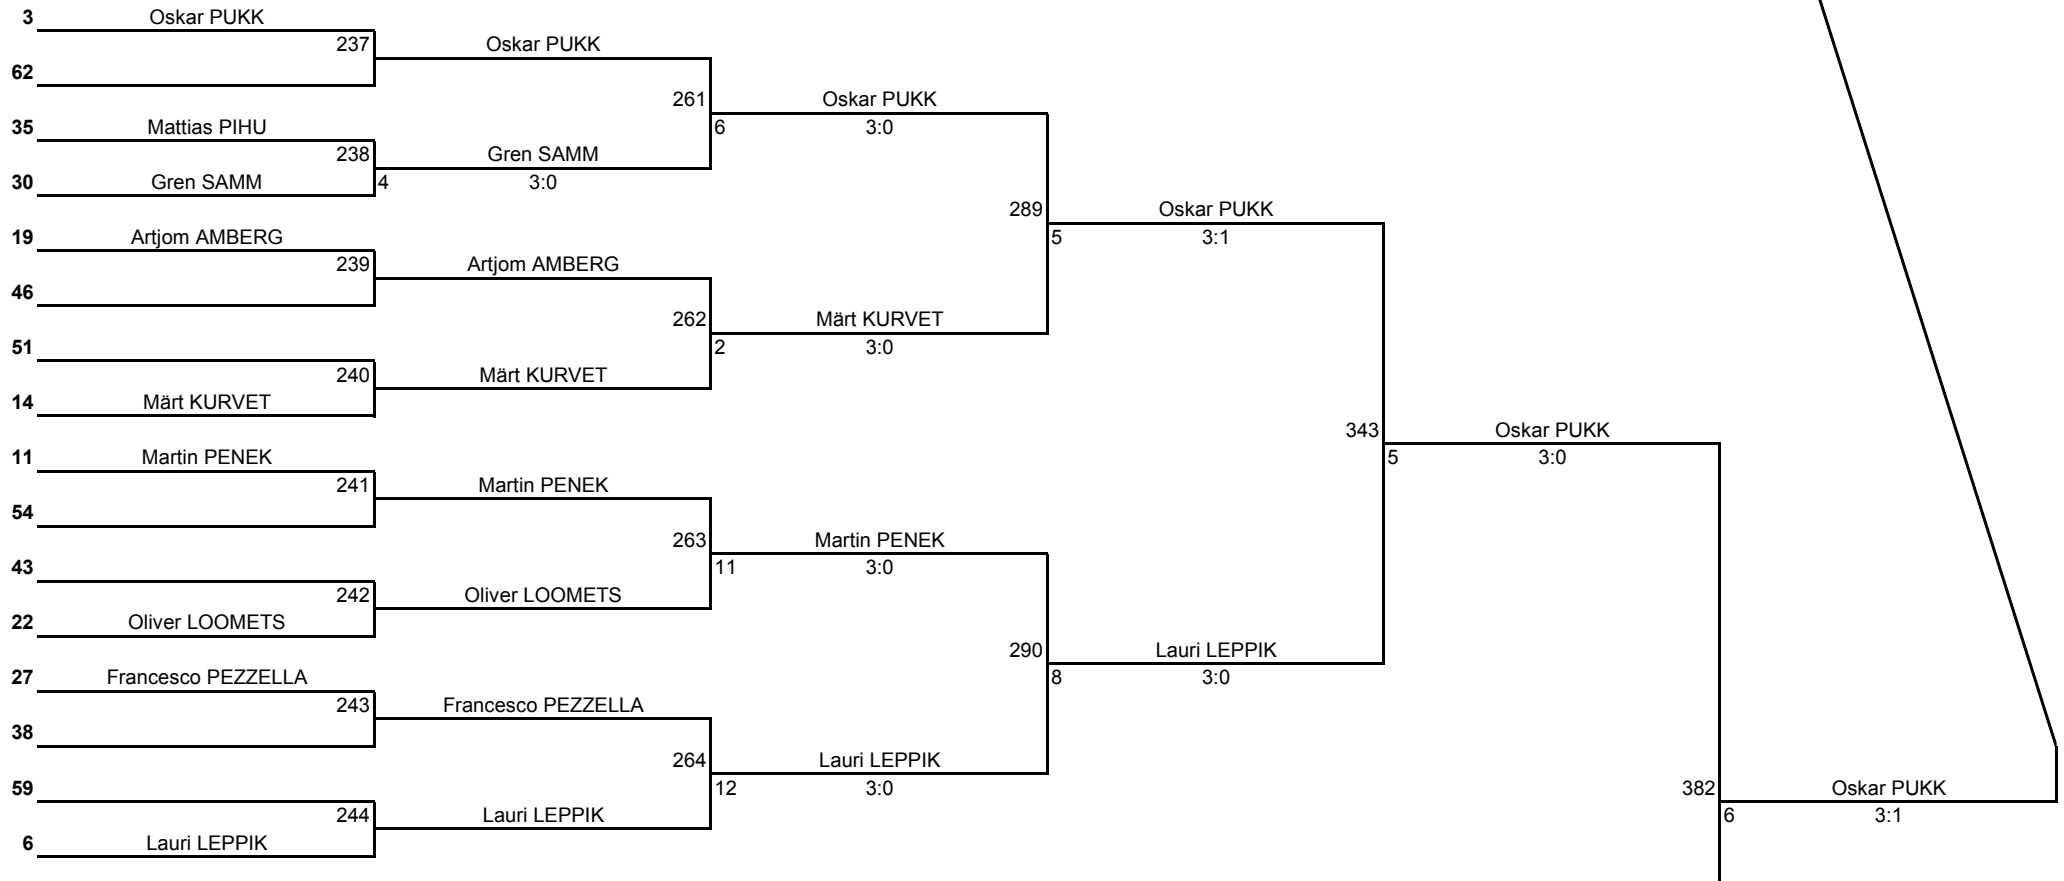 3 Oskar PUKK
237 Oskar PUKK
62
261 Oskar PUKK
35 Mattias PIHU
6 3:0
238 Gren SAMM
30 Gren SAMM
4 3:0
289 Oskar PUKK
19 Artjom AMBERG
5 3:1
239 Artjom AMBERG
46
262 Märt KURVET
51
2 3:0
240 Märt KURVET
14 Märt KURVET
343 Oskar PUKK
11 Martin PENEK
5 3:0
241 Martin PENEK
54
263 Martin PENEK
43
11 3:0
242 Oliver LOOMETS
22 Oliver LOOMETS
290 Lauri LEPPIK
27 Francesco PEZZELLA
8 3:0
243 Francesco PEZZELLA
38
264 Lauri LEPPIK
59
12 3:0
382 Oskar PUKK
244 Lauri LEPPIK
6 3:1
6 Lauri LEPPIK